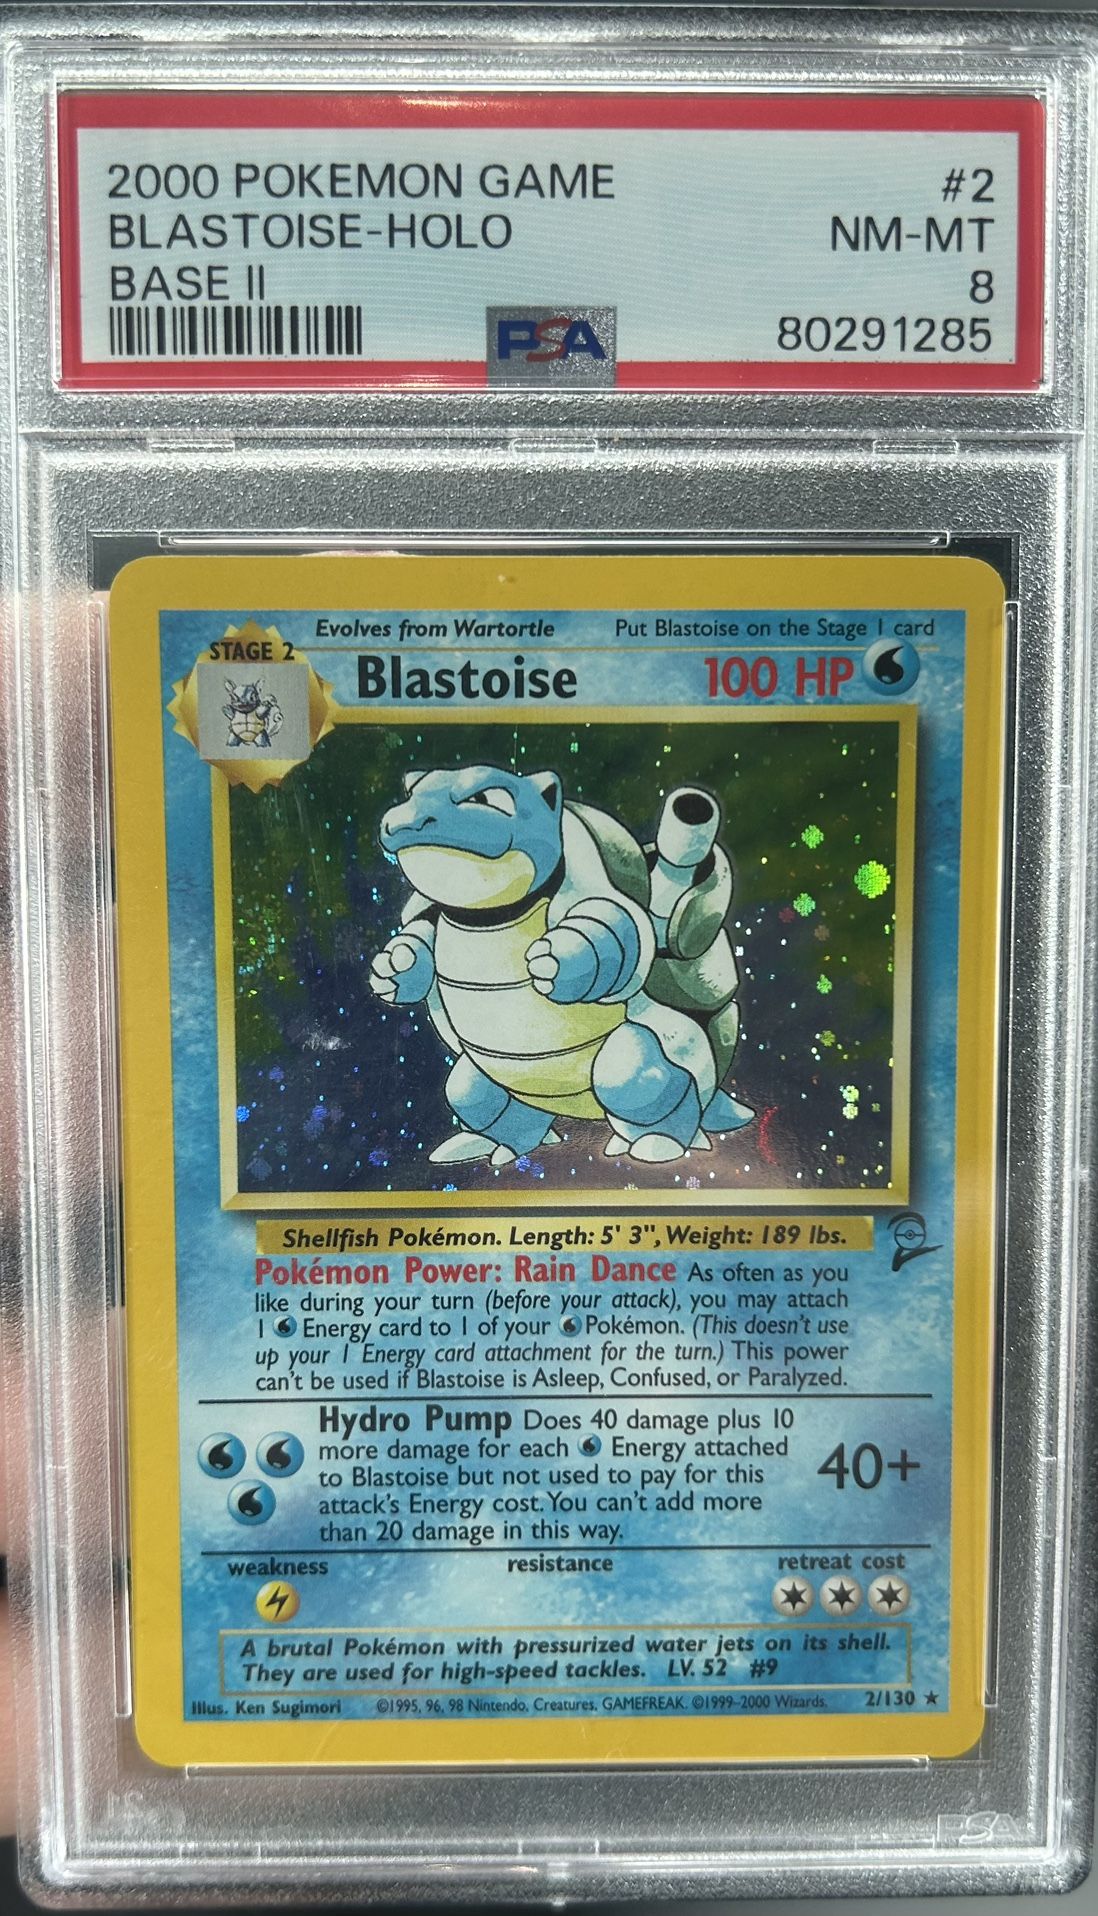 2000 POKEMON GAME #2
BLASTOISE-HOLO NM-MT
BASE II 8
80291285
PSA
Evolves from Wartortle Put Blastoise on the Stage 1 card
STAGE 2
Blastoise 100 HP
Shellfish Pokémon. Length: 5' 3", Weight: 189 lbs.
Pokémon Power: Rain Dance As often as you
like during your turn (before your attack), you may attach
1 Energy card to 1 of your Pokémon. (This doesn't use
up your 1 Energy card attachment for the turn.) This power
can't be used if Blastoise is Asleep, Confused, or Paralyzed.
Hydro Pump Does 40 damage plus 10
more damage for each Energy attached
to Blastoise but not used to pay for this
attack's Energy cost. You can't add more
than 20 damage in this way.
40+
weakness resistance retreat cost
A brutal Pokémon with pressurized water jets on its shell.
They are used for high-speed tackles. LV. 52 #9
Illus. Ken Sugimori ©1995, 96, 98 Nintendo, Creatures, GAMEFREAK. ©1999-2000 Wizards. 2/130 ★
PSA